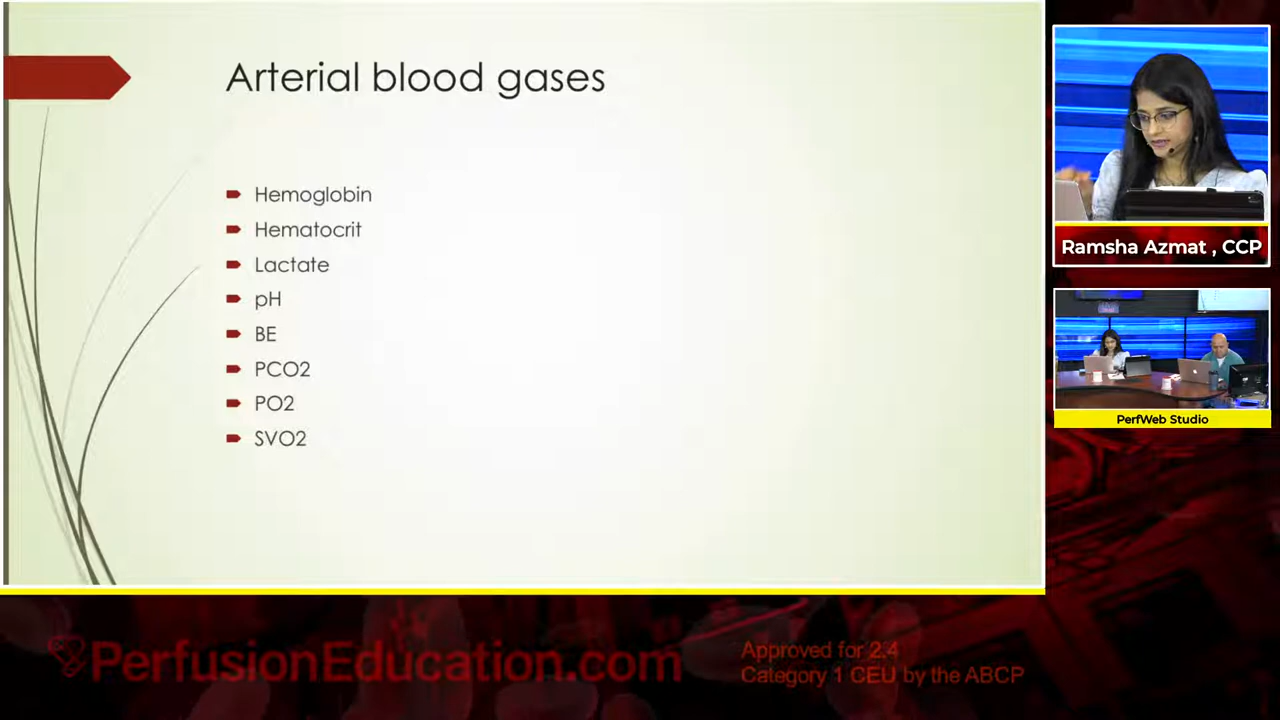 Arterial blood gases
Hemoglobin
Hematocrit
Lactate
pH
BE
PCO2
PO2
SVO2
Ramsha Azmat , CCP
PerfWeb Studio
PerfusionEducation.com
Approved for 2.4
Category 1 CEU by the ABCP